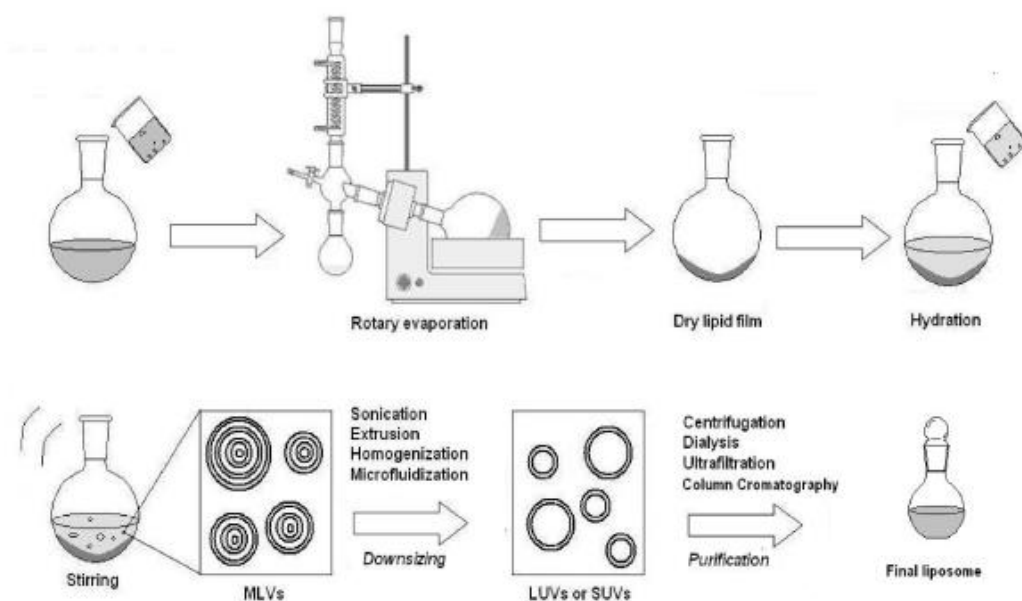 Rotary evaporation
Dry lipid film
Hydration
Sonication
Extrusion
Homogenization
Microfluidization
Downsizing
Centrifugation
Dialysis
Ultrafiltration
Column Cromatography
Purification
Stirring
MLVs
LUVs or SUVs
Final liposome